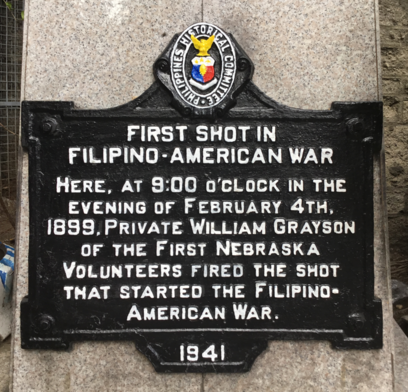 PHILIPPINES HISTORICAL COMMITTEE
FIRST SHOT IN
FILIPINO-AMERICAN WAR
HERE, AT 9:00 O'CLOCK IN THE
EVENING OF FEBRUARY 4TH,
1899, PRIVATE WILLIAM GRAYSON
OF THE FIRST NEBRASKA
VOLUNTEERS FIRED THE SHOT
THAT STARTED THE FILIPINO-
AMERICAN WAR.
1941